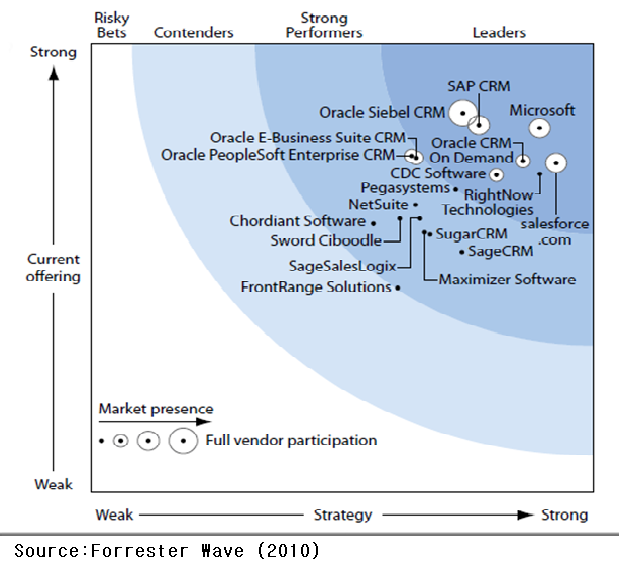 Risky
Bets
Contenders
Strong
Performers
Leaders
Strong
SAP CRM
Oracle Siebel CRM
Microsoft
Oracle E-Business Suite CRM
Oracle CRM
On Demand
Oracle PeopleSoft Enterprise CRM
CDC Software
Pegasystems
RightNow
Technologies
NetSuite
Chordiant Software
salesforce
.com
Sword Ciboodle
SugarCRM
SageCRM
Current
offering
SageSalesLogix
Maximizer Software
FrontRange Solutions
Market presence
Full vendor participation
Weak
Weak
Strategy
Strong
Source:Forrester Wave (2010)